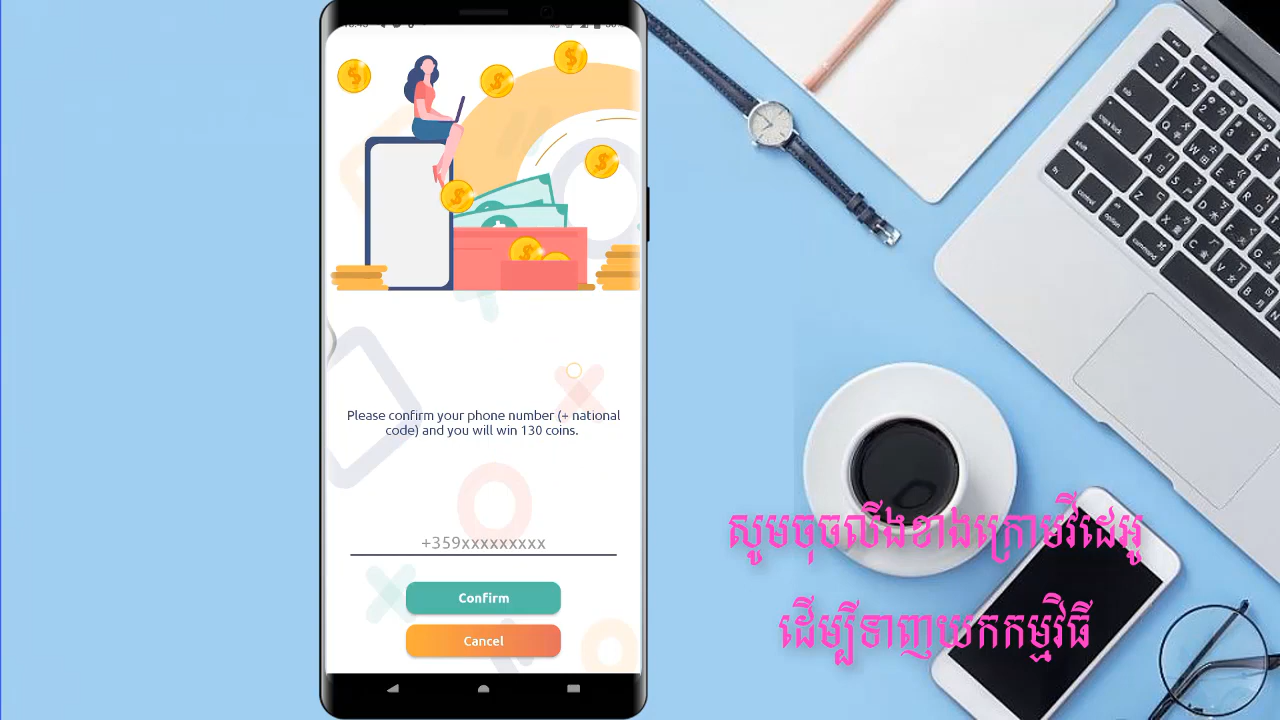 Please confirm your phone number (+ national
code) and you will win 130 coins.
+359xxxxxxxxx
Confirm
Cancel
សូមចុចលីងខាងក្រោមវីដេអូ
ដើម្បីទាញយកកម្មវិធី